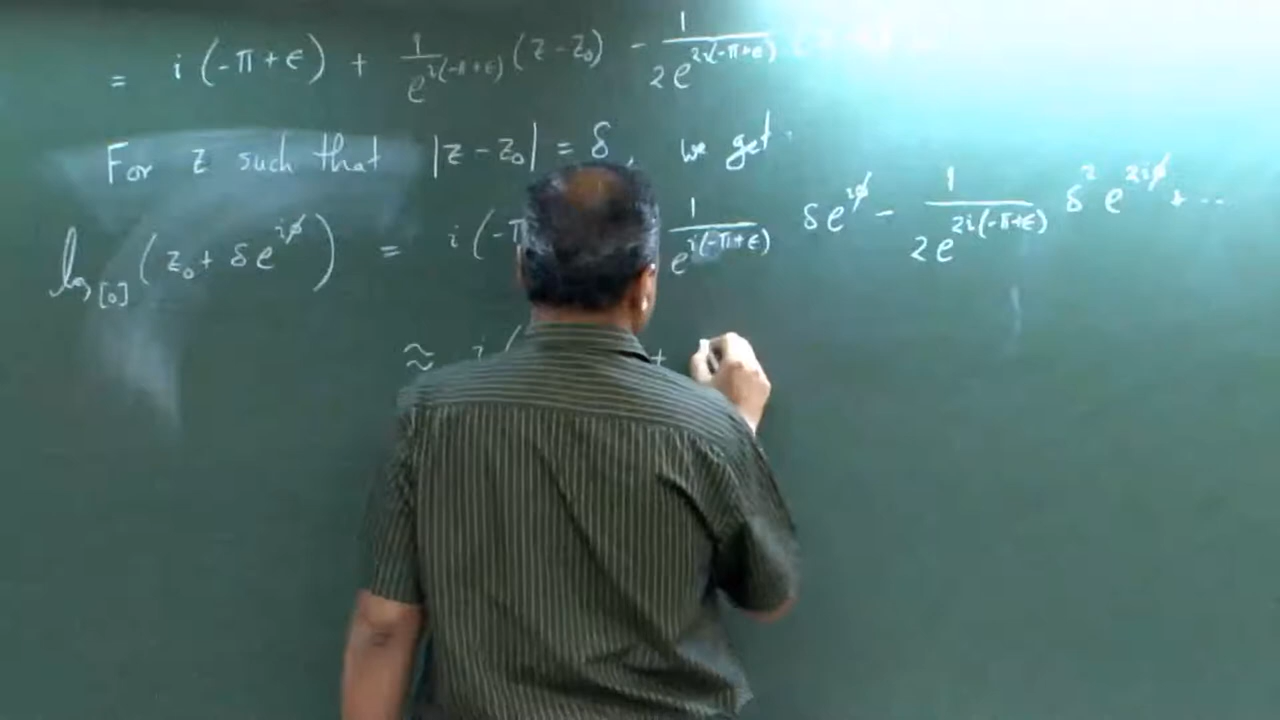 = i (-π+ϵ) + 1/e^{i(-π+ϵ)} (z-z₀) - 1/2e^{2i(-π+ϵ)}
For z such that |z-z₀| = δ, we get
log_{[0]} (z₀ + δe^{iφ}) = i (-π 1/e^{i(-π+ϵ)} δe^{iφ} - 1/2e^{2i(-π+ϵ)} δ² e^{2iφ} + ...
≈ i ( +